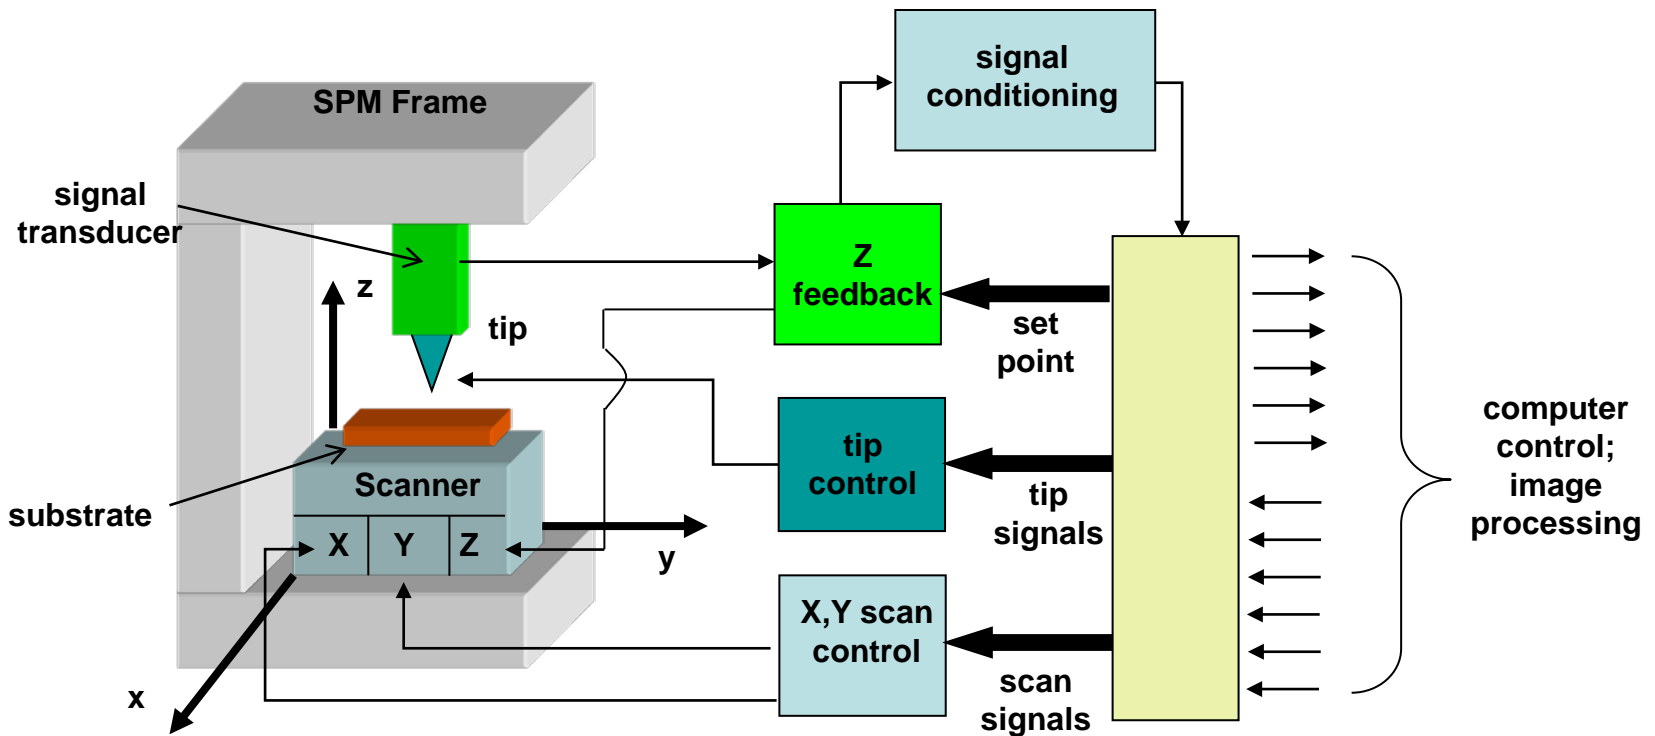 signal
conditioning
SPM Frame
signal
transducer
z
tip
Z
feedback
set
point
computer
control;
image
processing
tip
control
tip
signals
substrate
Scanner
X
Y
Z
y
x
X,Y scan
control
scan
signals